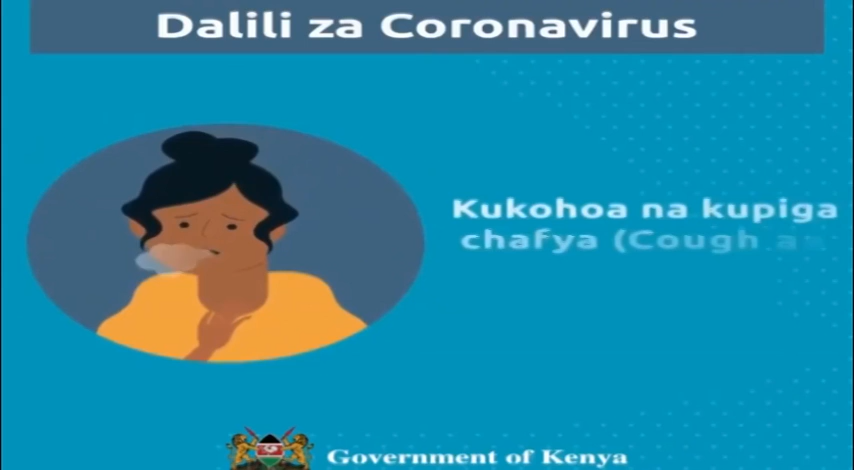 Dalili za Coronavirus
Kukohoa na kupiga
chafya (Cough
Government of Kenya